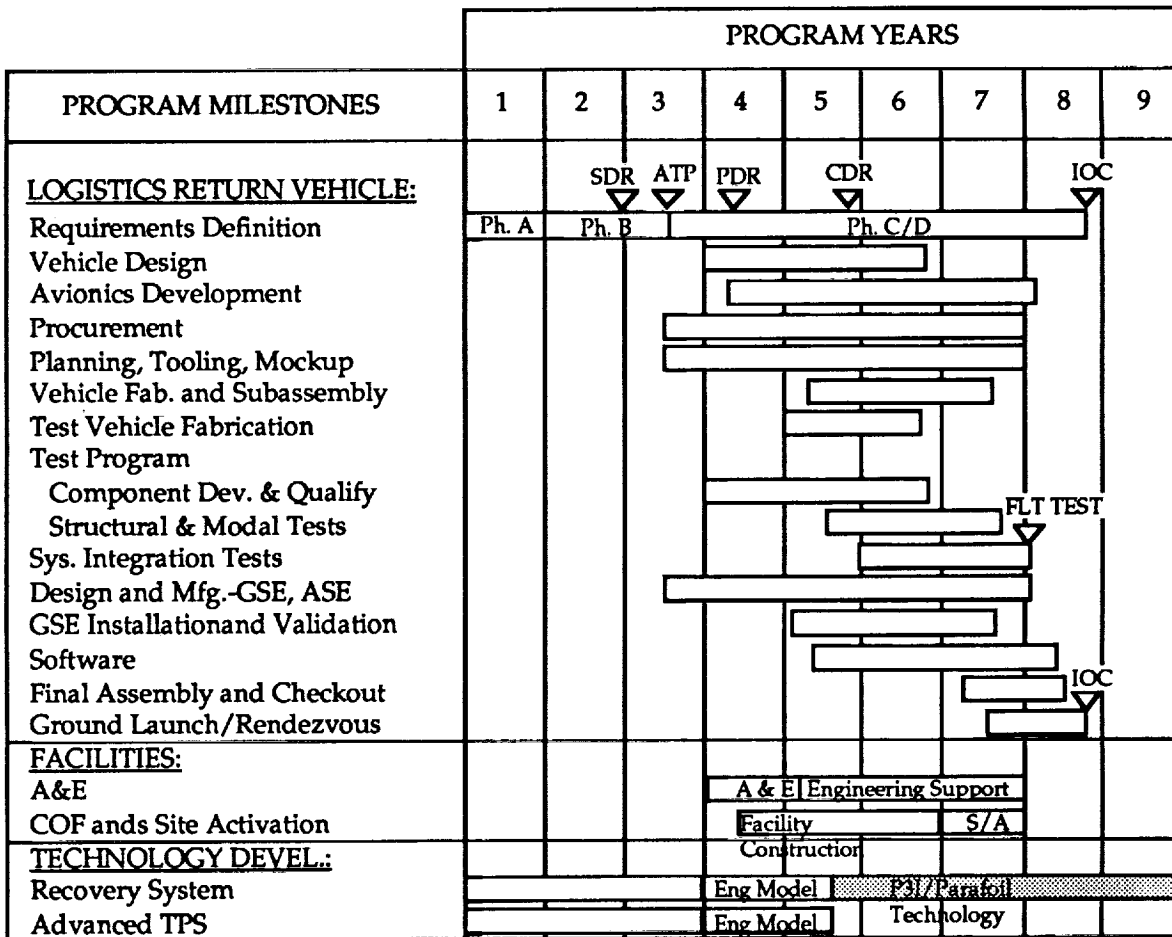 PROGRAM YEARS
PROGRAM MILESTONES 1 2 3 4 5 6 7 8 9
SDR ATP PDR CDR IOC
LOGISTICS RETURN VEHICLE:
Requirements Definition Ph. A Ph. B Ph. C/D
Vehicle Design
Avionics Development
Procurement
Planning, Tooling, Mockup
Vehicle Fab. and Subassembly
Test Vehicle Fabrication
Test Program
Component Dev. & Qualify
FLT TEST
Structural & Modal Tests
Sys. Integration Tests
Design and Mfg.-GSE, ASE
GSE Installationand Validation
Software
IOC
Final Assembly and Checkout
Ground Launch/Rendezvous
FACILITIES:
A&E A & E Engineering Support
COF ands Site Activation Facility S/A
Construction
TECHNOLOGY DEVEL.:
Recovery System Eng Model P3I/Parafoil
Technology
Advanced TPS Eng Model